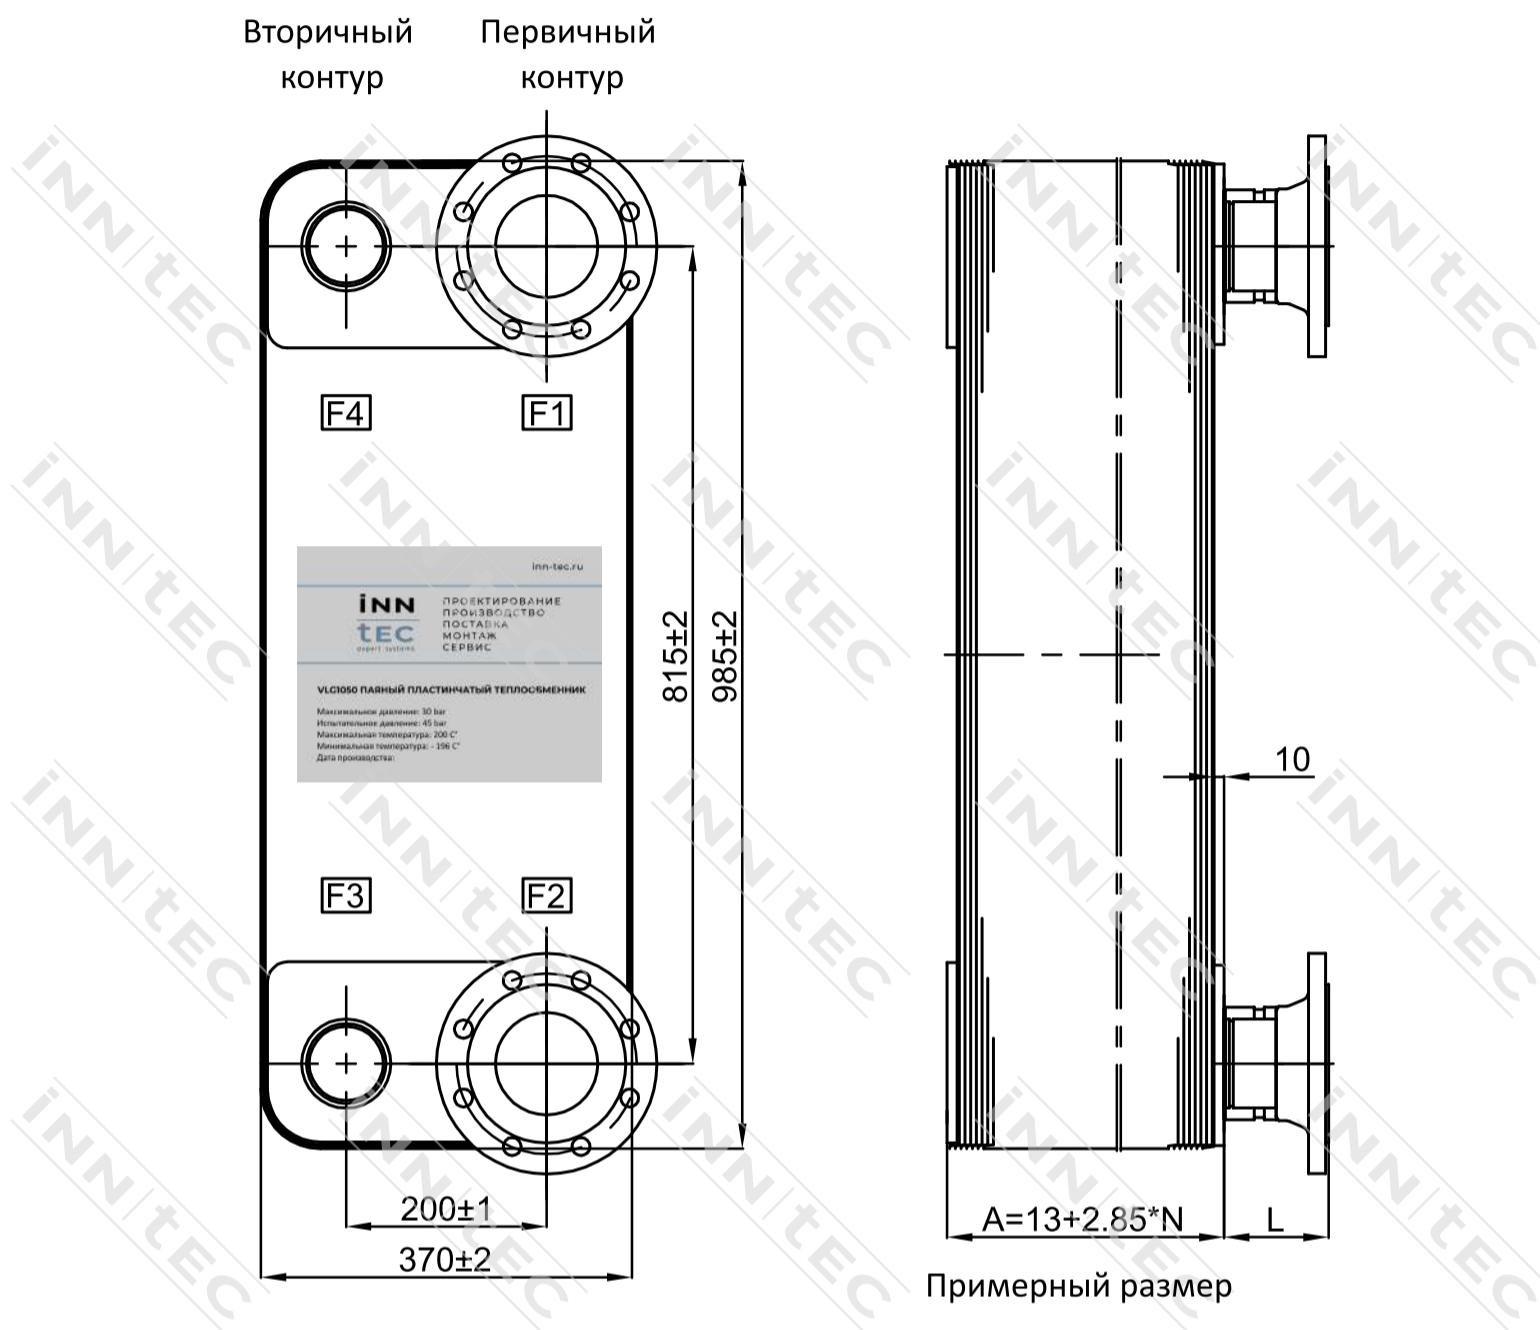 Вторичный
контур
Первичный
контур
F4
F1
inn-tec.ru
iNN
tEC
expert systems
ПРОЕКТИРОВАНИЕ
ПРОИЗВОДСТВО
ПОСТАВКА
МОНТАЖ
СЕРВИС
VLG1050 ПАЯНЫЙ ПЛАСТИНЧАТЫЙ ТЕПЛООБМЕННИК
Максимальное давление: 30 bar
Испытательное давление: 45 bar
Максимальная температура: 200 C°
Минимальная температура: - 196 C°
Дата производства:
815±2
985±2
10
F3
F2
200±1
370±2
A=13+2.85*N
L
Примерный размер